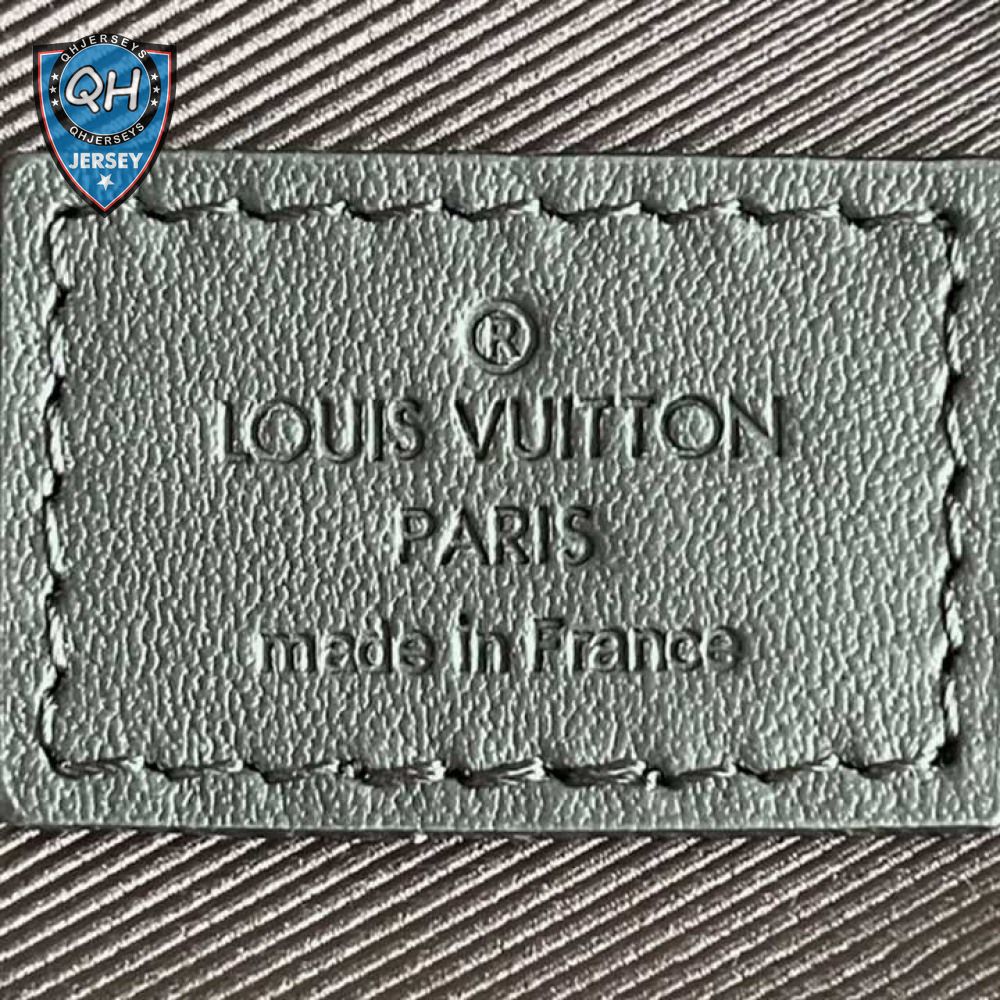 QHJERSEYS
QH
QHJERSEYS
JERSEY
®
LOUIS VUITTON
PARIS
made in France